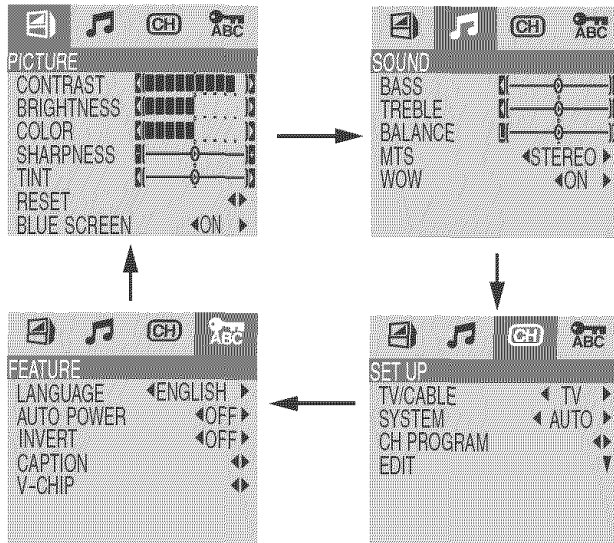 CH ABC
PICTURE
CONTRAST
BRIGHTNESS
COLOR
SHARPNESS
TINT
RESET
BLUE SCREEN ON
CH ABC
SOUND
BASS
TREBLE
BALANCE L
MTS STEREO
WOW ON
CH ABC
FEATURE
LANGUAGE ENGLISH
AUTO POWER OFF
INVERT OFF
CAPTION
V-CHIP
CH ABC
SET UP
TV/CABLE TV
SYSTEM AUTO
CH PROGRAM
EDIT